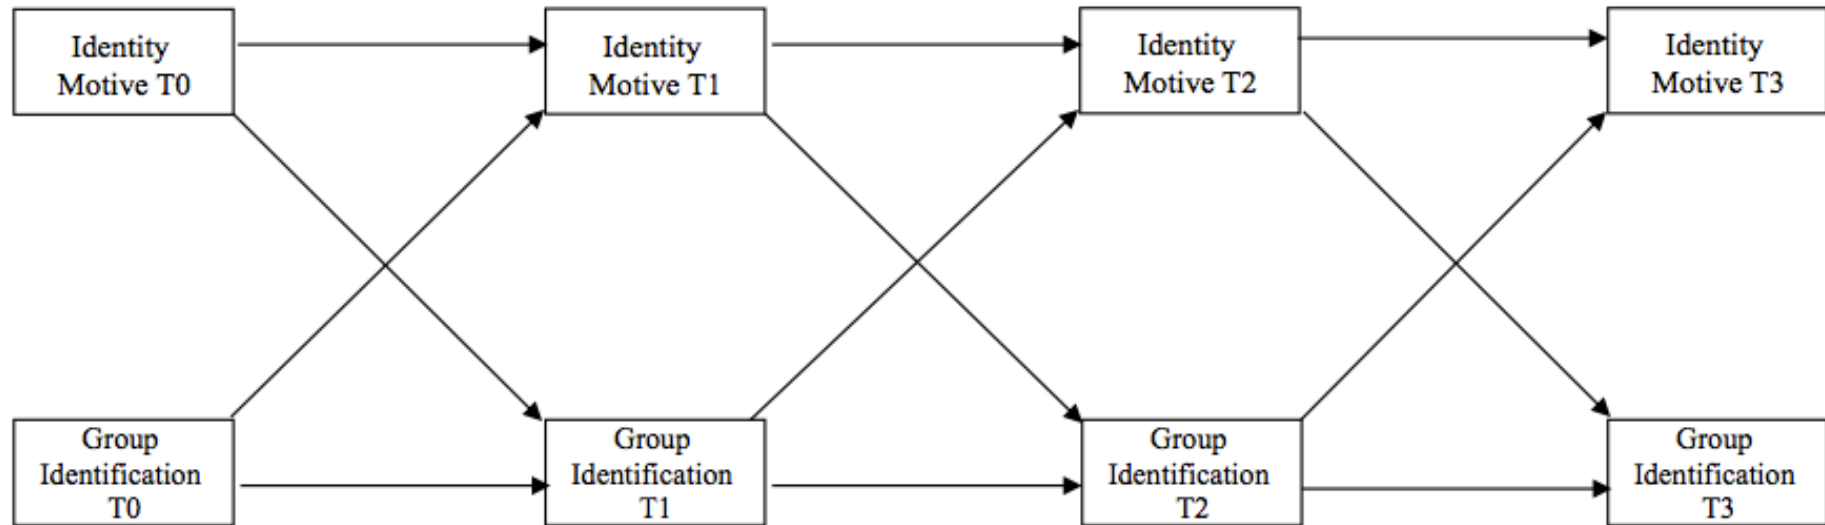 Identity
Motive T0
Identity
Motive T1
Identity
Motive T2
Identity
Motive T3
Group
Identification
T0
Group
Identification
T1
Group
Identification
T2
Group
Identification
T3